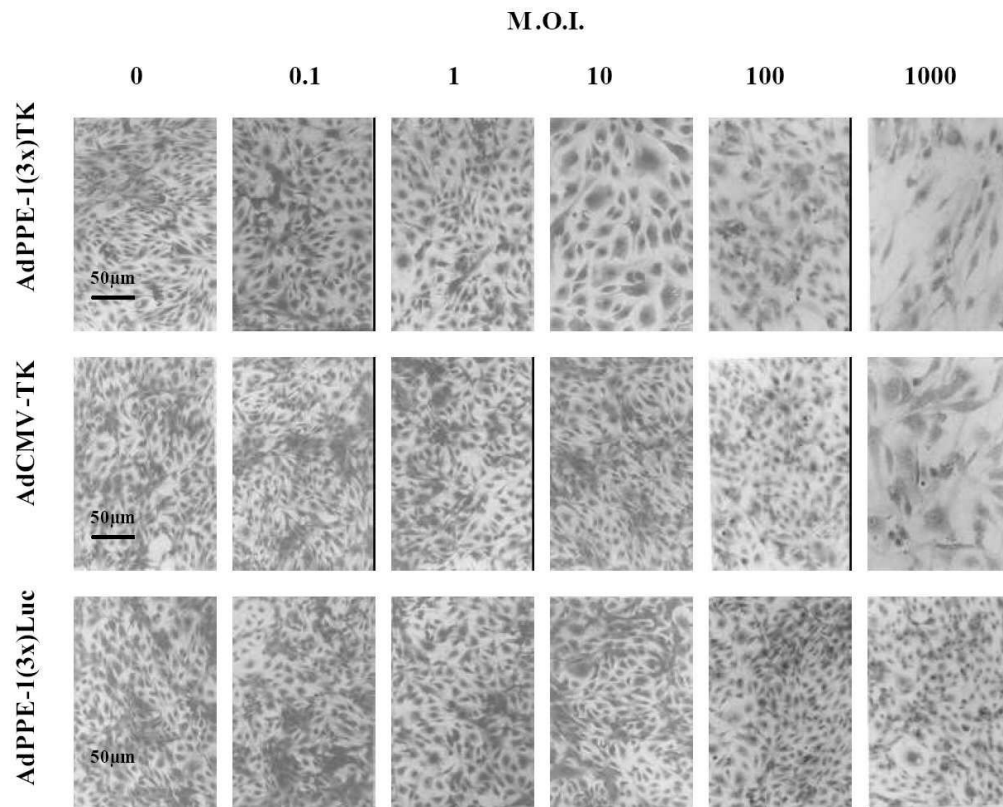 M.O.I.
0 0.1 1 10 100 1000
AdPPE-1(3x)TK
50µm
AdCMV-TK
50µm
AdPPE-1(3x)Luc
50µm